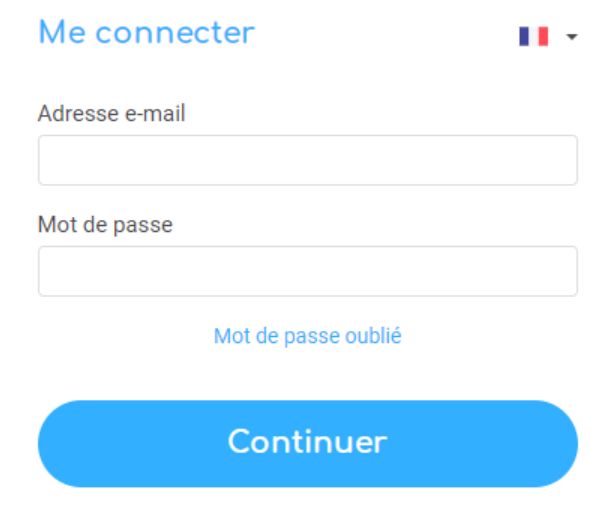 Me connecter
Adresse e-mail
Mot de passe
Mot de passe oublié
Continuer